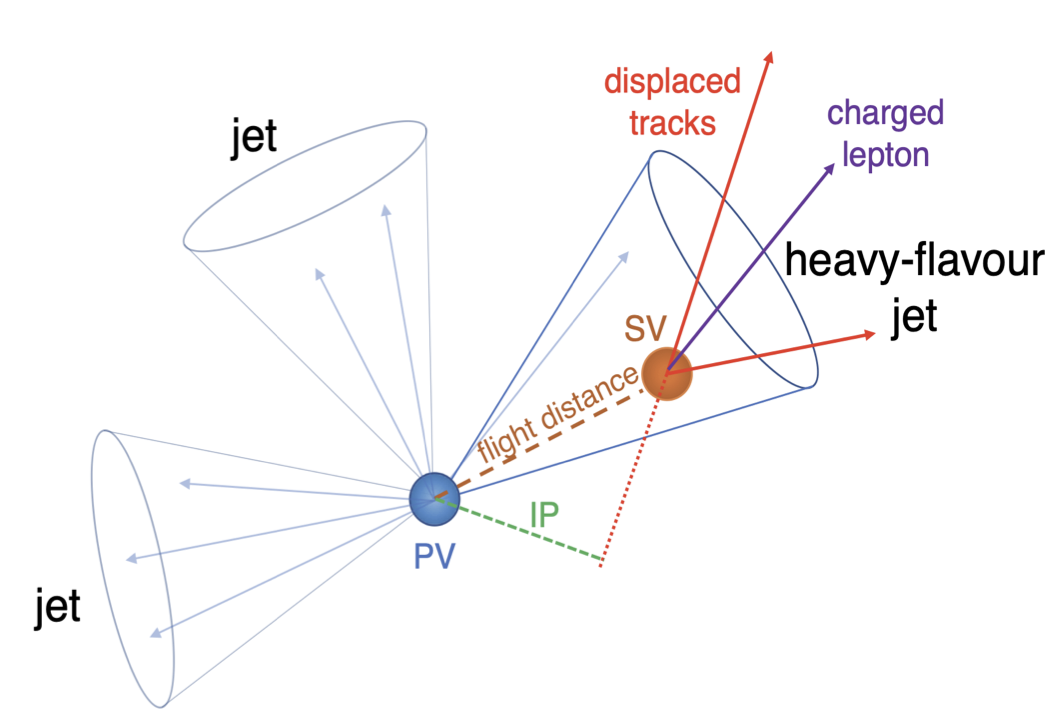 displaced
tracks
charged
lepton
jet
heavy-flavour
jet
SV
flight distance
IP
PV
jet